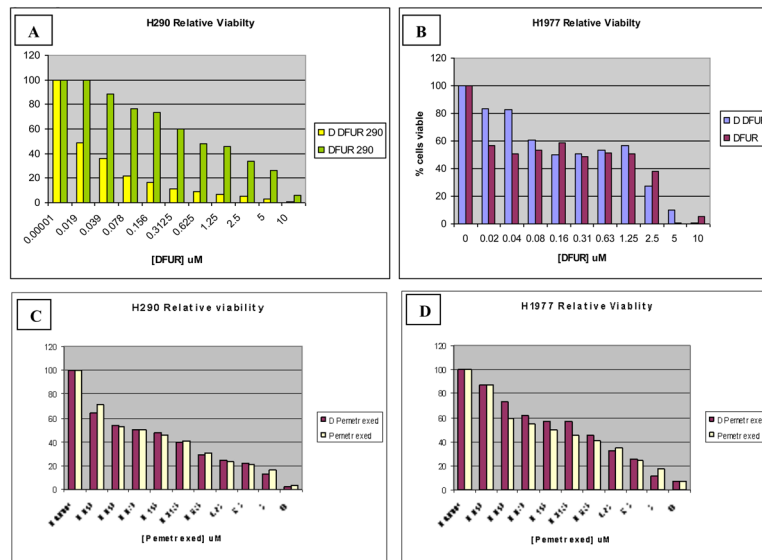 A
H290 Relative Viabilty
120
100
80
60
40
20
0
0.00001
0.019
0.039
0.078
0.156
0.3125
0.625
1.25
2.5
5
10
[DFUR] uM
D DFUR 290
DFUR 290
B
H1977 Relative Viabilty
% cells viable
120
100
80
60
40
20
0
0
0.02
0.04
0.08
0.16
0.31
0.63
1.25
2.5
5
10
[DFUR] uM
D DFUR
DFUR
C
H290 Relative viability
120
100
80
60
40
20
0
[Pemetrexed] uM
D Pemetrexed
Pemetrexed
D
H1977 Relative Viablity
120
100
80
60
40
20
0
[Pemetrexed] uM
D Pemetrexed
Pemetrexed